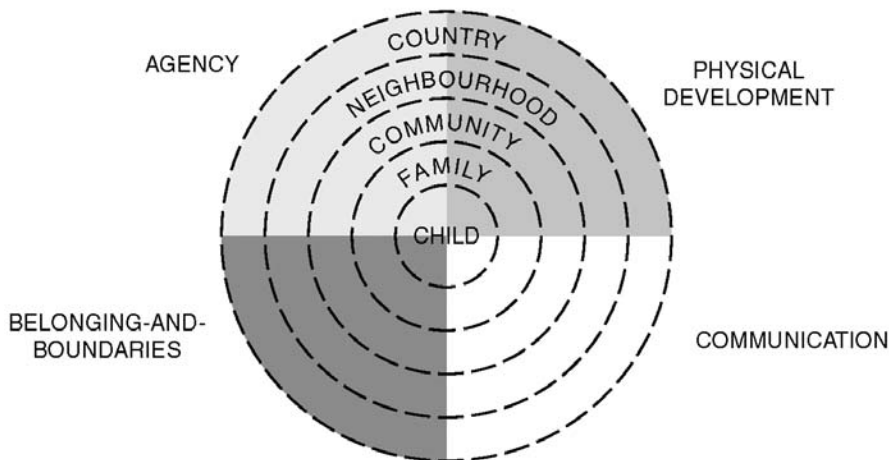 COUNTRY
AGENCY
PHYSICAL
DEVELOPMENT
NEIGHBOURHOOD
COMMUNITY
FAMILY
CHILD
BELONGING-AND-
BOUNDARIES
COMMUNICATION